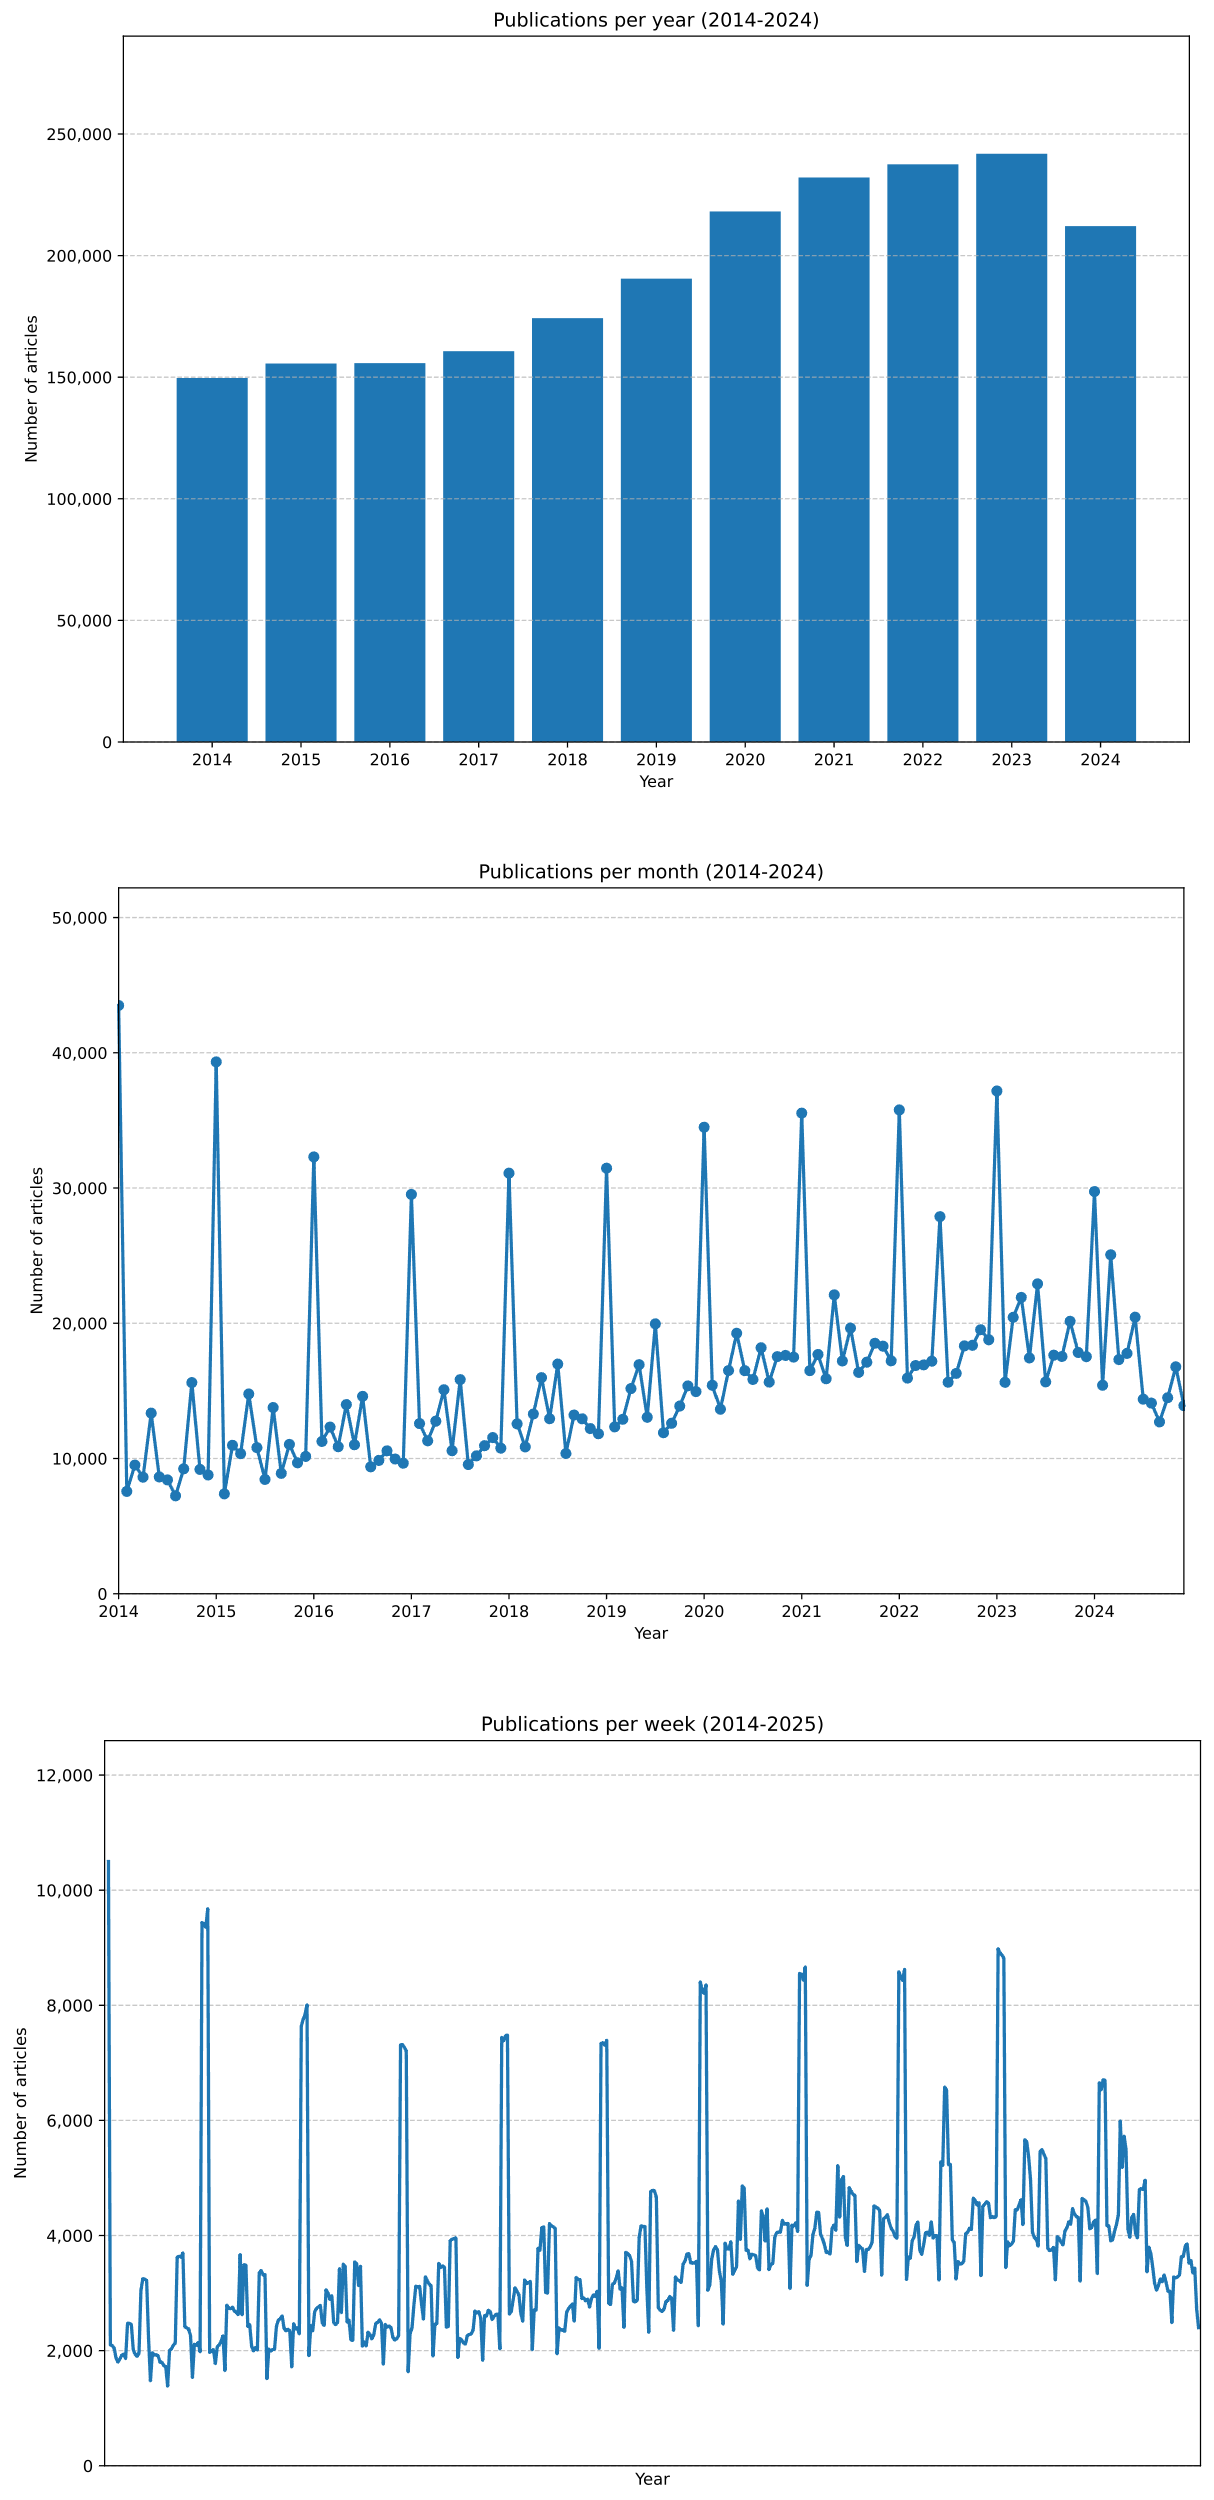 Publications per year (2014-2024)
Number of articles
250,000
200,000
150,000
100,000
50,000
0
2014 2015 2016 2017 2018 2019 2020 2021 2022 2023 2024
Year
Publications per month (2014-2024)
Number of articles
50,000
40,000
30,000
20,000
10,000
0
2014 2015 2016 2017 2018 2019 2020 2021 2022 2023 2024
Year
Publications per week (2014-2025)
Number of articles
12,000
10,000
8,000
6,000
4,000
2,000
0
Year